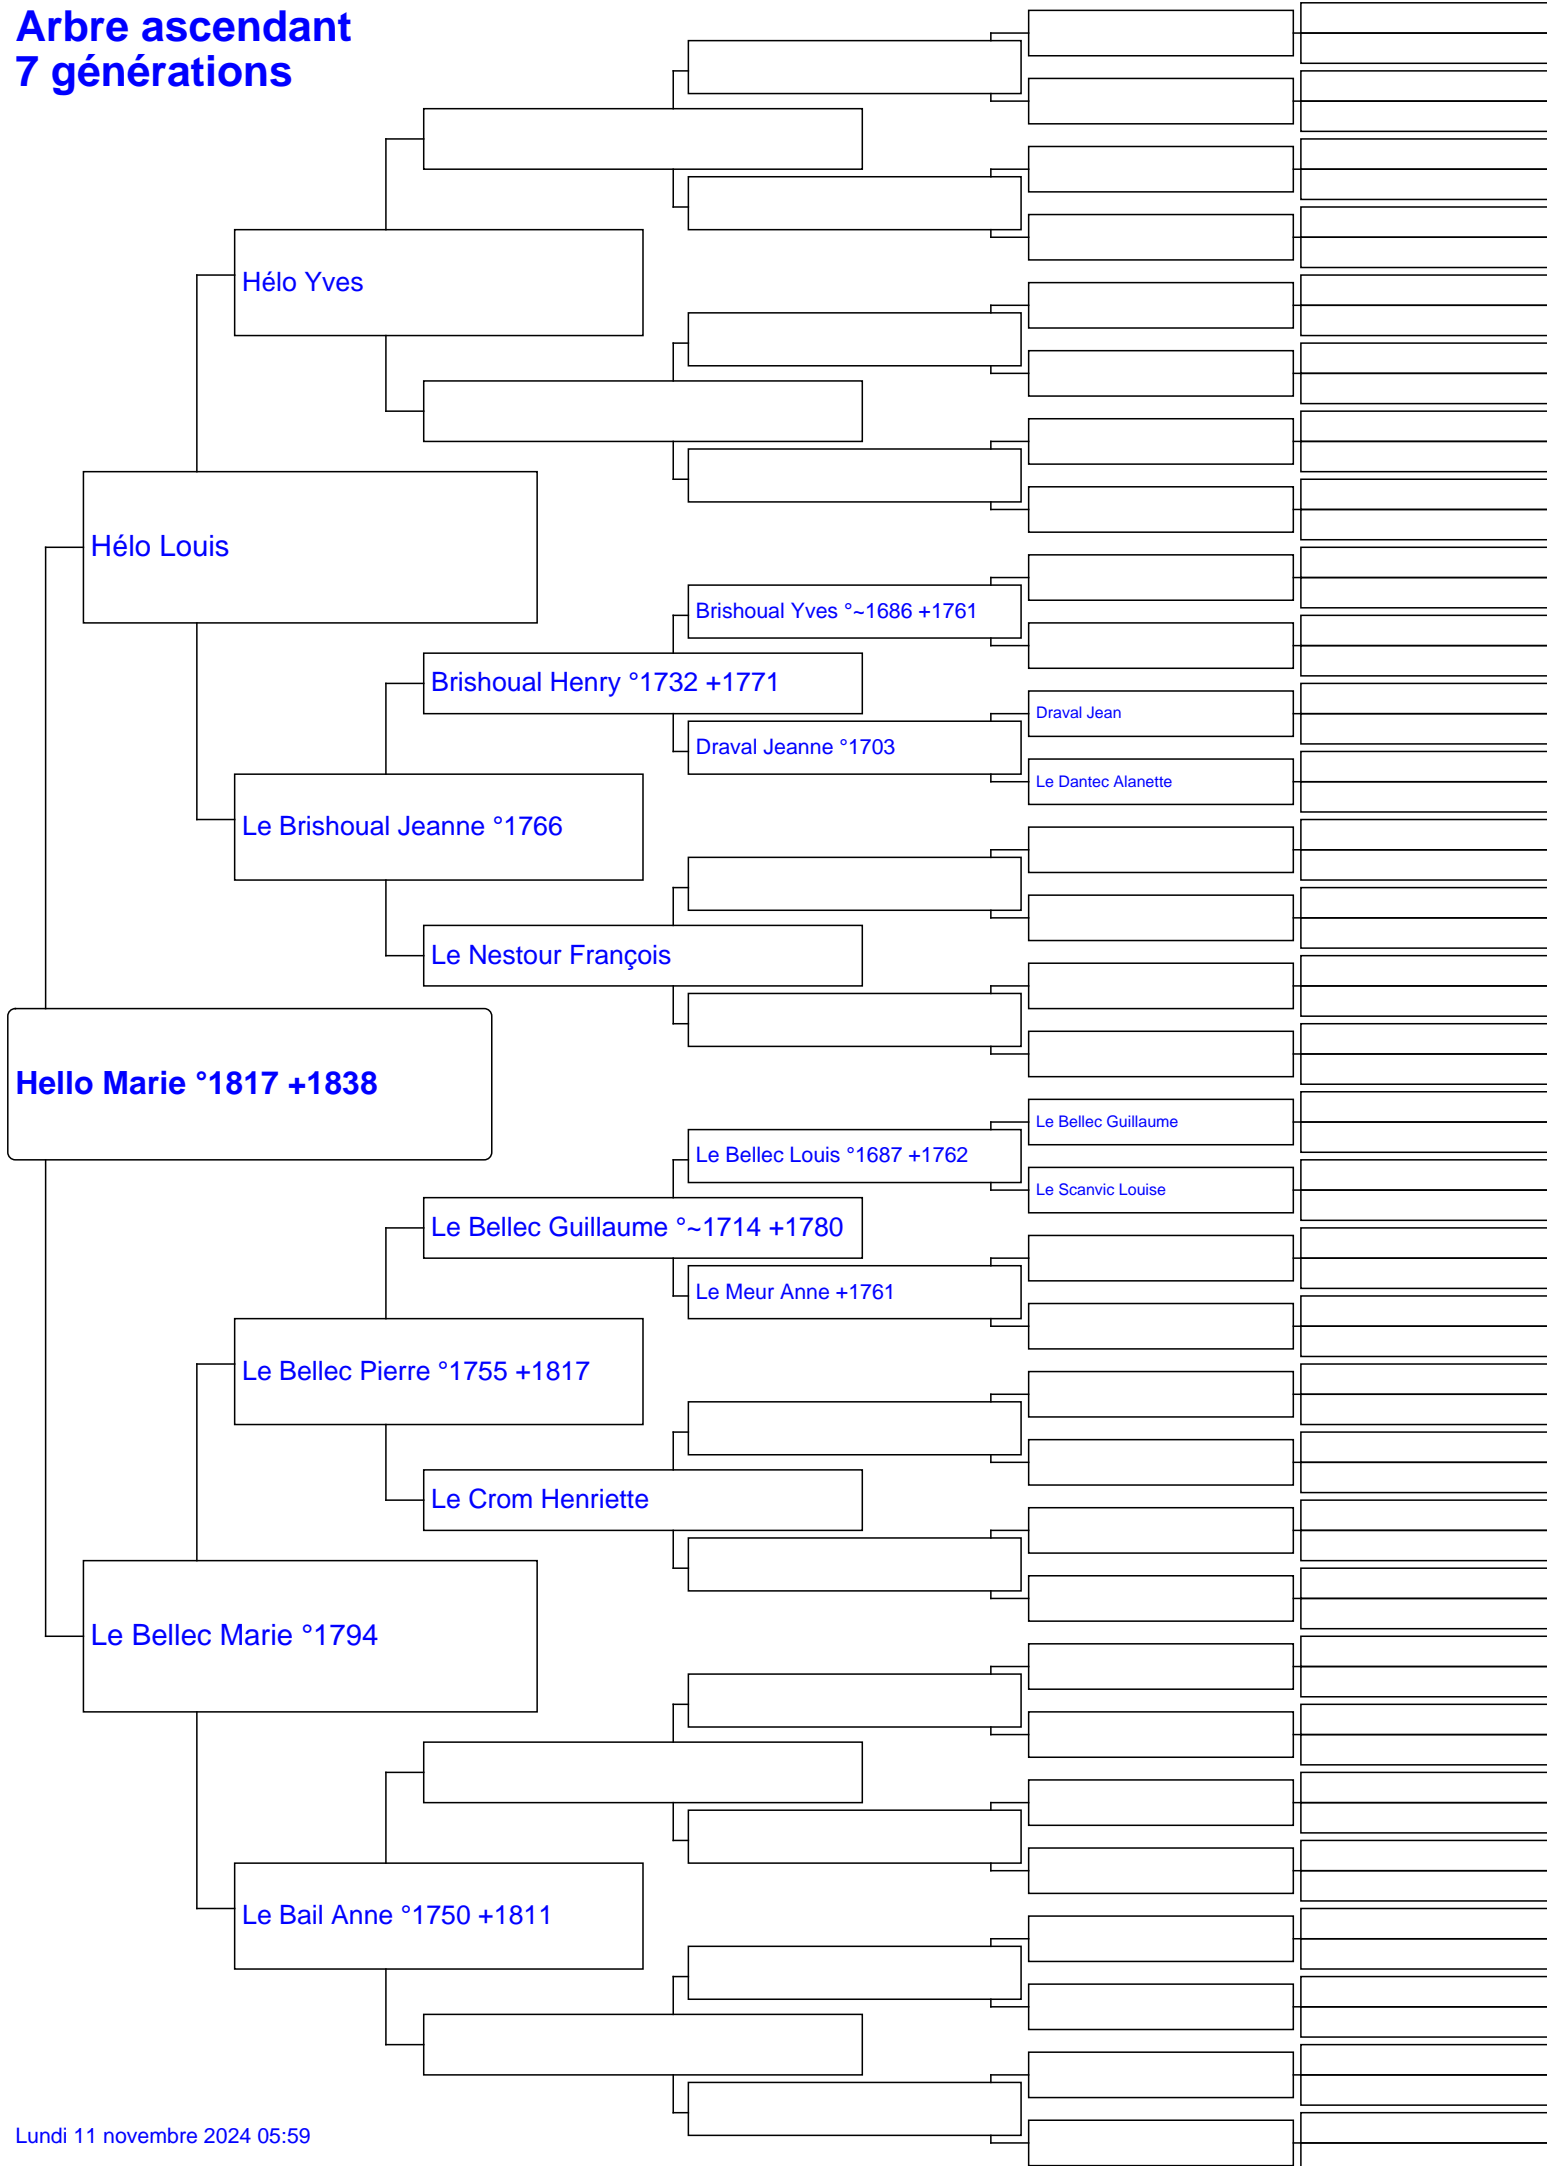 Arbre ascendant
7 générations
Hélo Yves
Hélo Louis
Brishoual Yves °~1686 +1761
Brishoual Henry °1732 +1771
Draval Jean
Draval Jeanne °1703
Le Dantec Alanette
Le Brishoual Jeanne °1766
Le Nestour François
Hello Marie °1817 +1838
Le Bellec Guillaume
Le Bellec Louis °1687 +1762
Le Scanvic Louise
Le Bellec Guillaume °~1714 +1780
Le Meur Anne +1761
Le Bellec Pierre °1755 +1817
Le Crom Henriette
Le Bellec Marie °1794
Le Bail Anne °1750 +1811
Lundi 11 novembre 2024 05:59